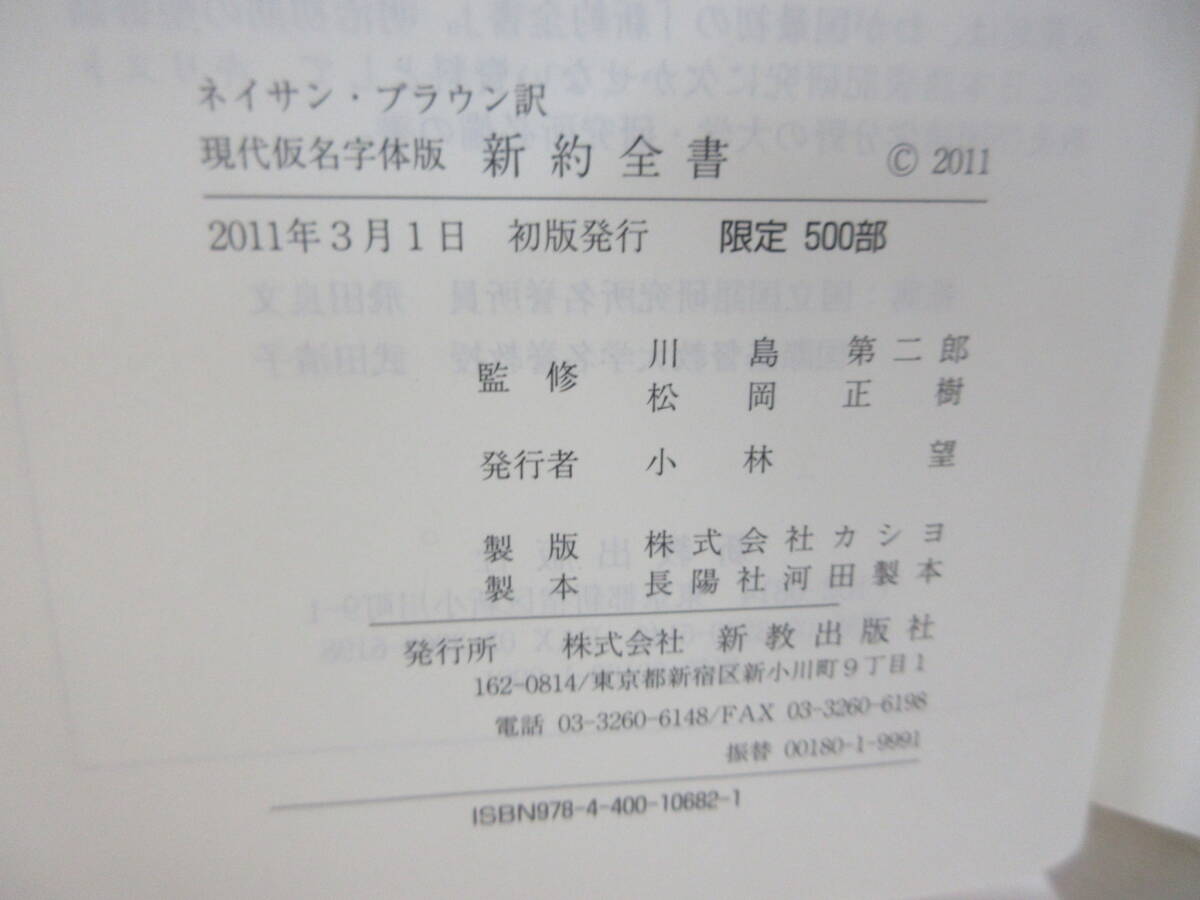 ネイサン・ブラウン訳
現代仮名字体版 新約全書 © 2011
2011年3月1日 初版発行 限定 500部
監修 川島第二郎
松岡正樹
発行者 小林望
製版 株式会社カシヨ
製本 長陽社河田製本
発行所 株式会社 新教出版社
162-0814/東京都新宿区新小川町9丁目1
電話 03-3260-6148/FAX 03-3260-6198
振替 00180-1-9991
ISBN978-4-400-10682-1